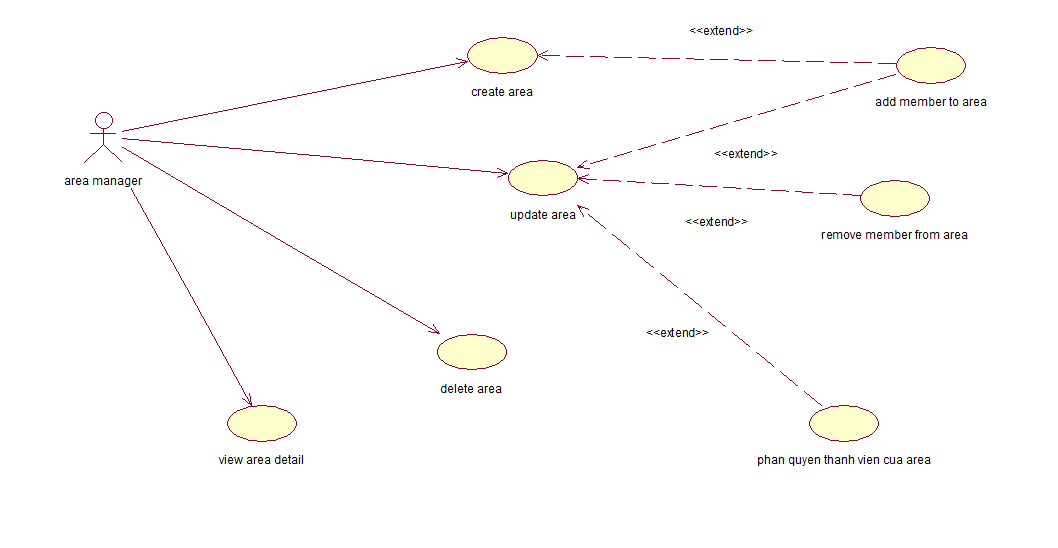 <<extend>>
create area
add member to area
<<extend>>
area manager
update area
<<extend>>
remove member from area
<<extend>>
delete area
view area detail
phan quyen thanh vien cua area